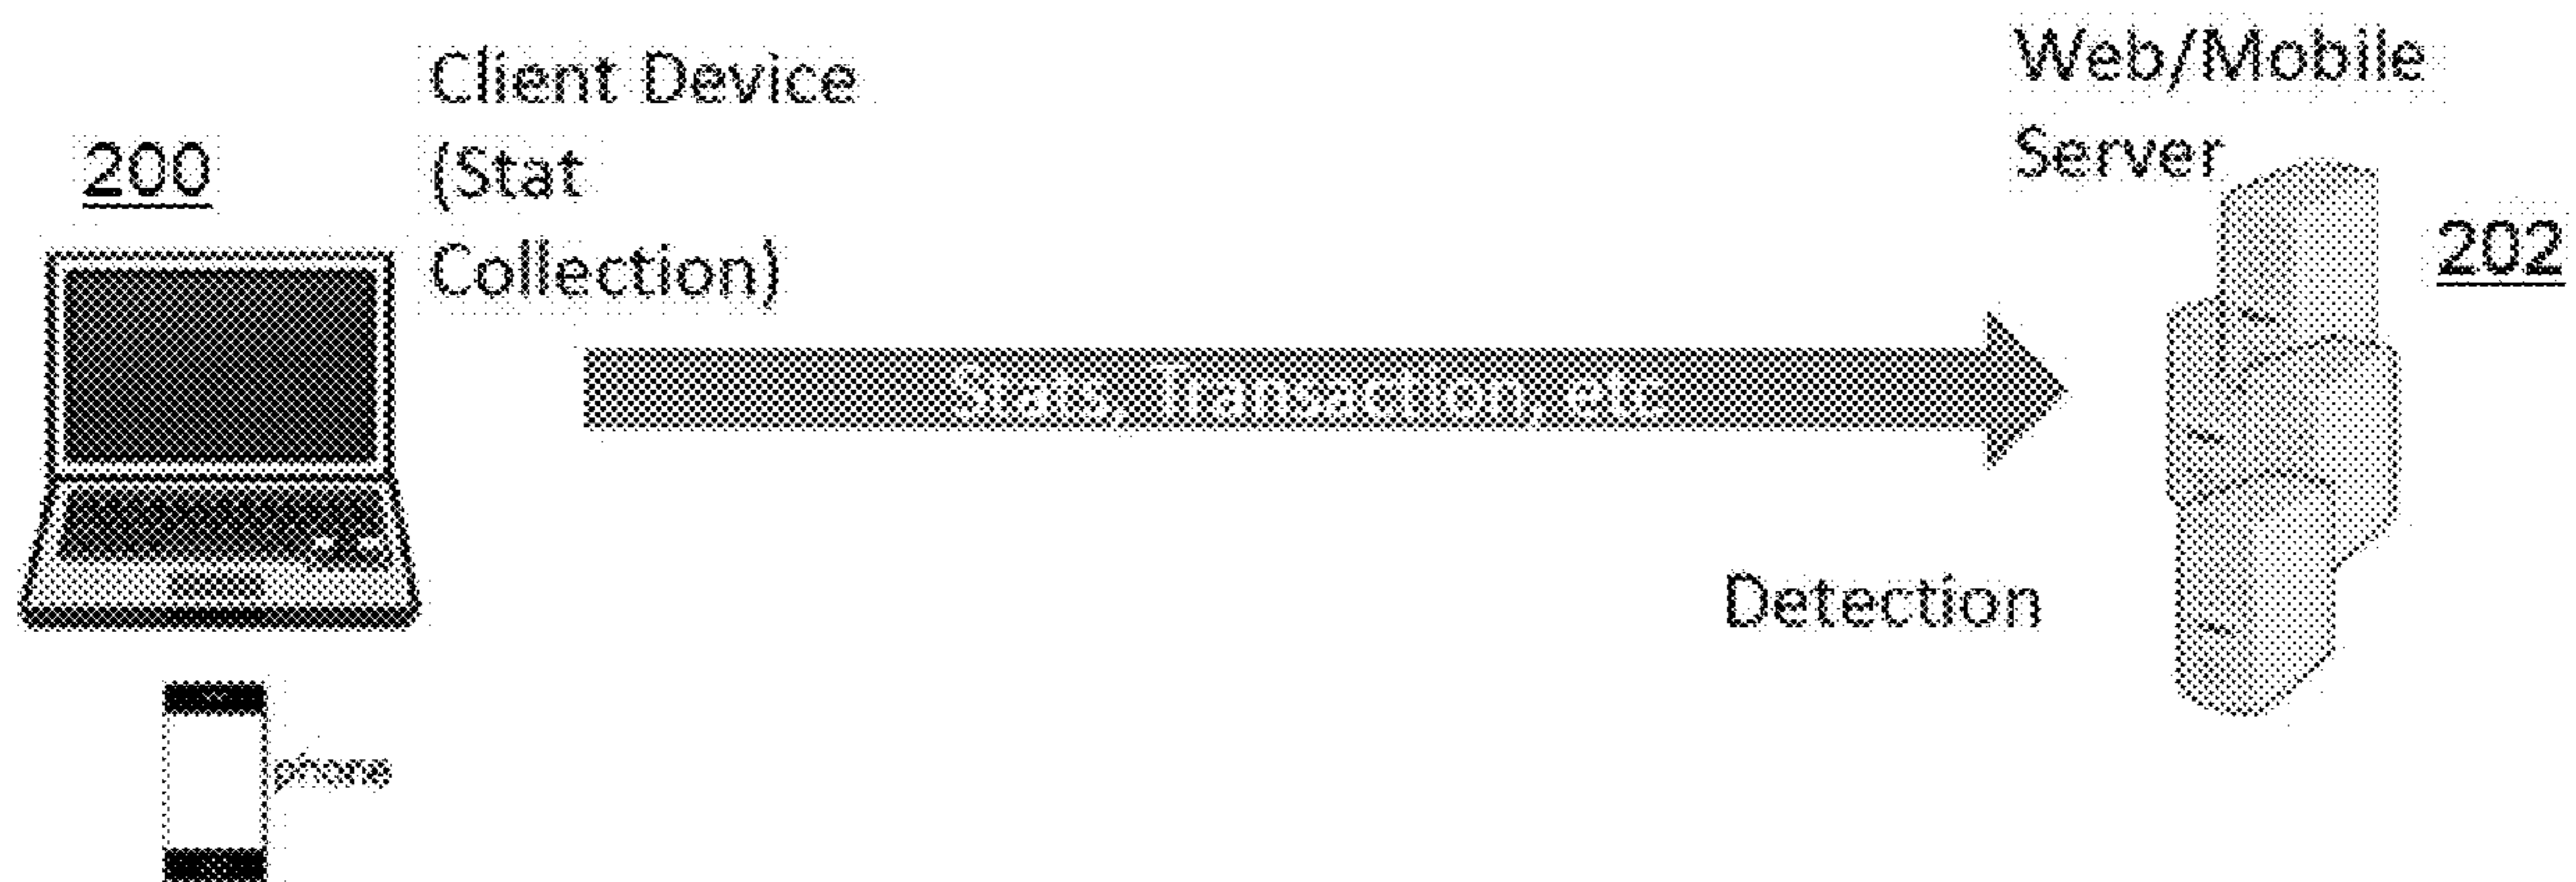 Client Device
(Stat
Collection)
200
Web/Mobile
Server
202
Stats, Transaction, etc
Detection
phone